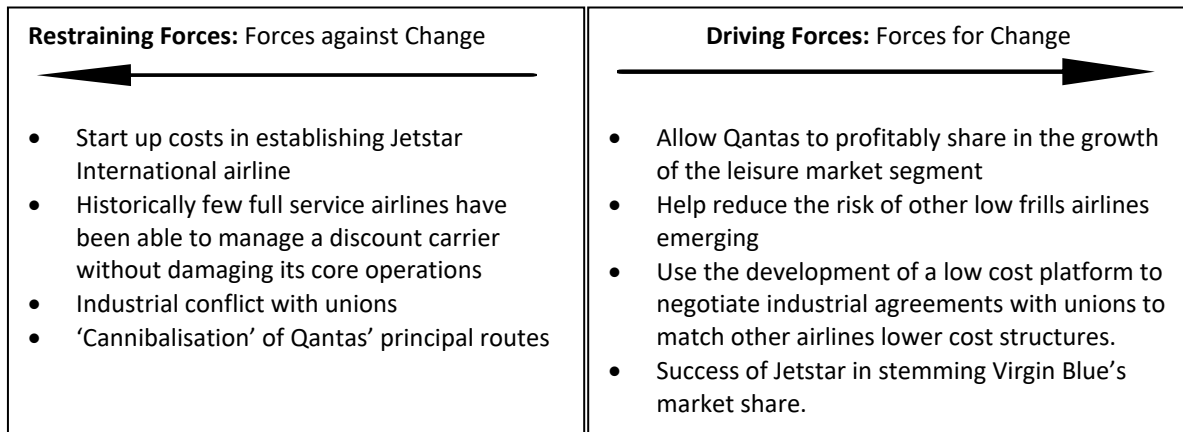 Restraining Forces: Forces against Change
• Start up costs in establishing Jetstar
International airline
• Historically few full service airlines have
been able to manage a discount carrier
without damaging its core operations
• Industrial conflict with unions
• ‘Cannibalisation’ of Qantas’ principal routes
Driving Forces: Forces for Change
• Allow Qantas to profitably share in the growth
of the leisure market segment
• Help reduce the risk of other low frills airlines
emerging
• Use the development of a low cost platform to
negotiate industrial agreements with unions to
match other airlines lower cost structures.
• Success of Jetstar in stemming Virgin Blue’s
market share.